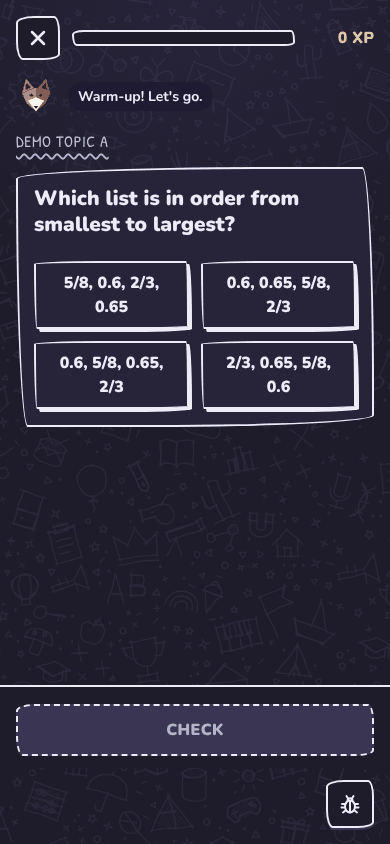 0 XP
Warm-up! Let's go.
DEMO TOPIC A
Which list is in order from
smallest to largest?
5/8, 0.6, 2/3,
0.65
0.6, 0.65, 5/8,
2/3
0.6, 5/8, 0.65,
2/3
2/3, 0.65, 5/8,
0.6
CHECK